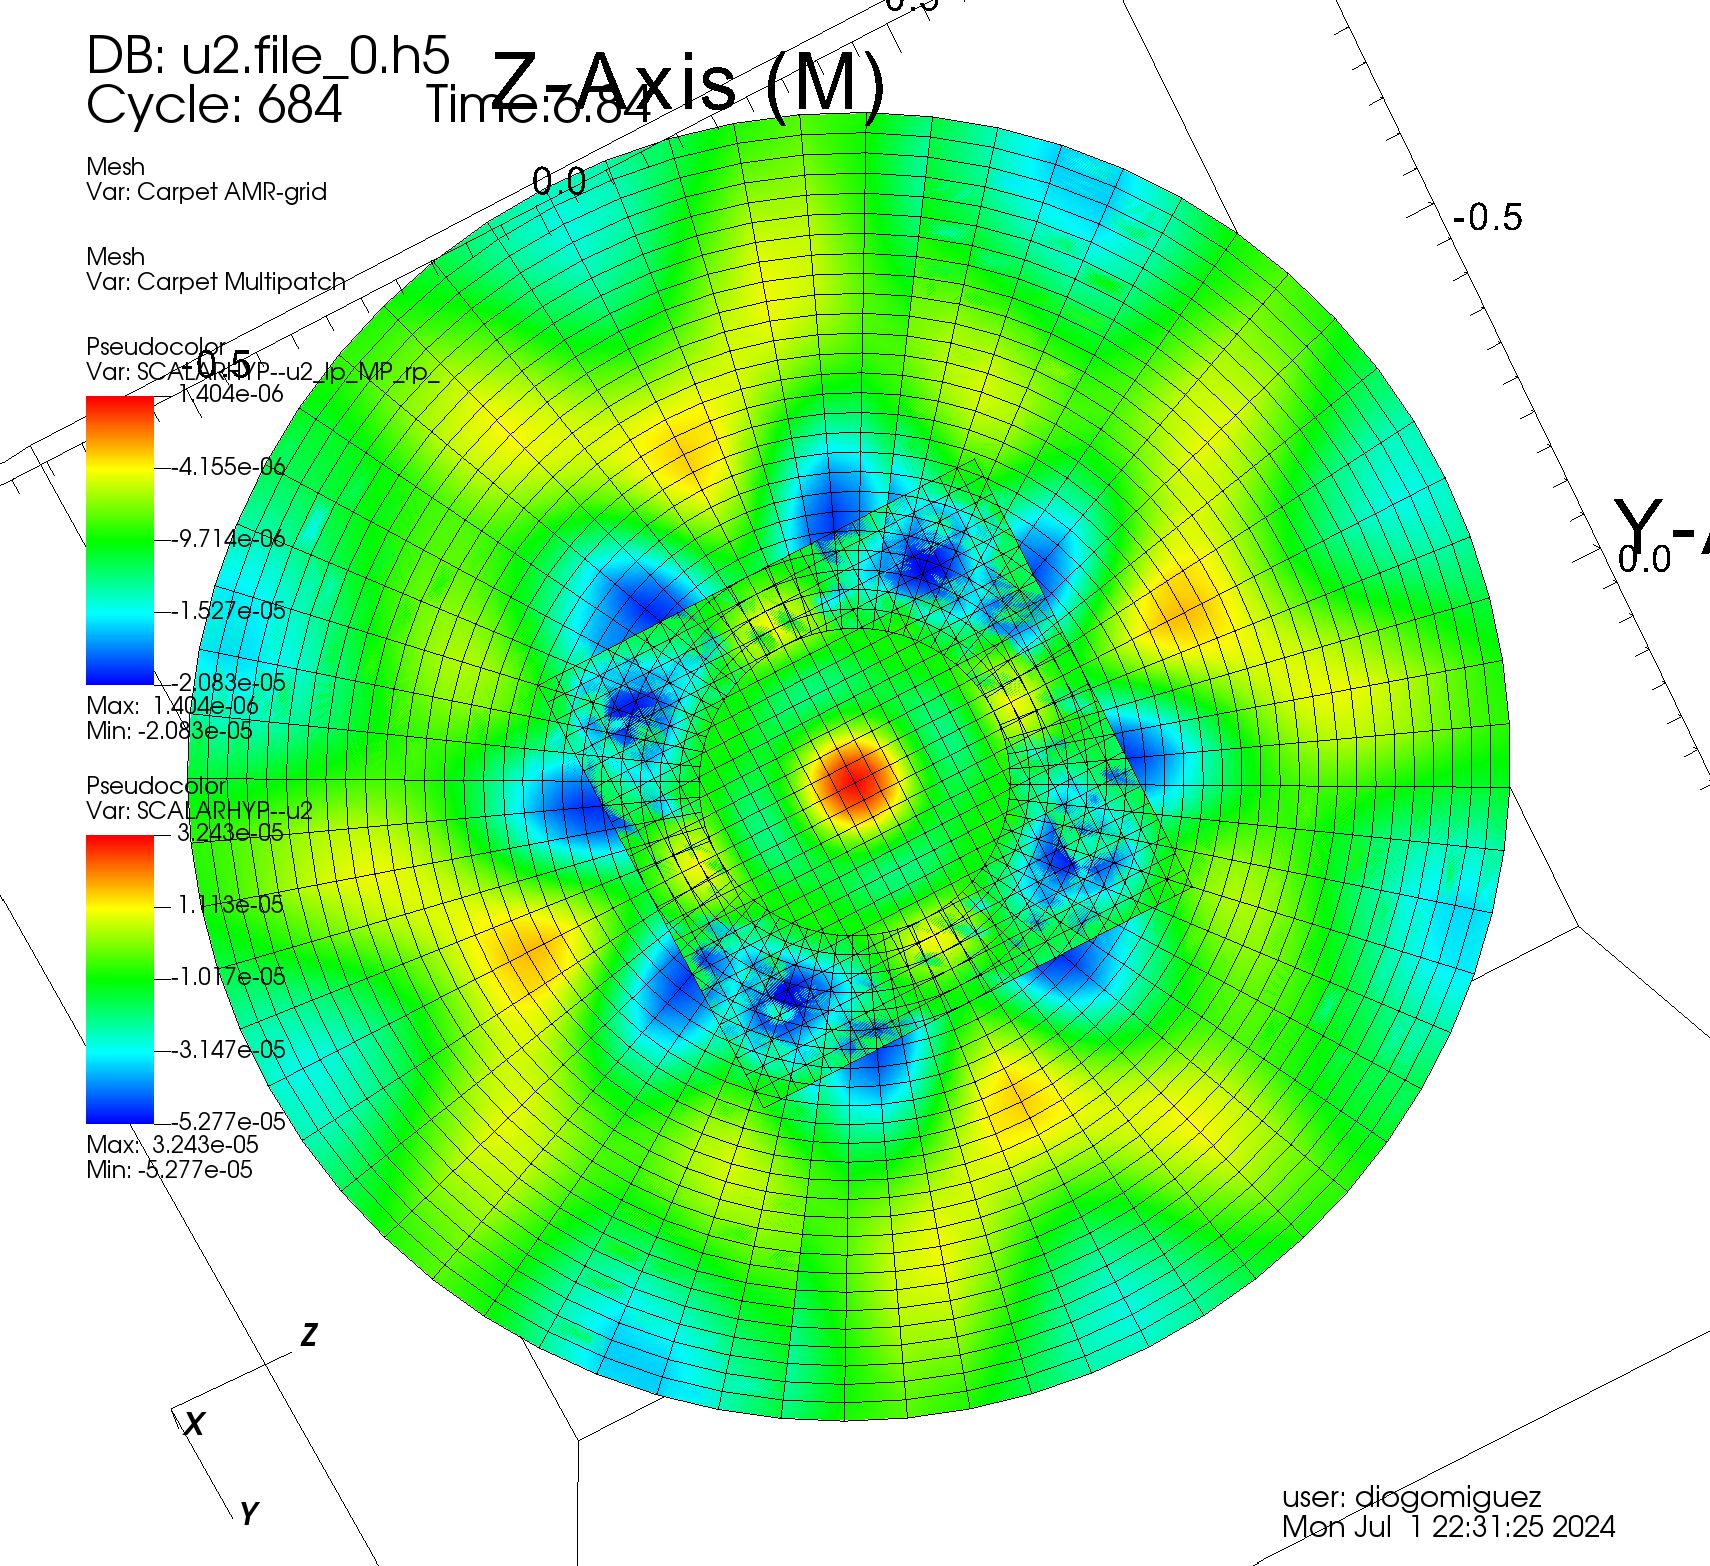 0.5
DB: u2.file_0.h5
Z-Axis (M)
Cycle: 684 Time:6.84
Mesh
Var: Carpet AMR-grid
0.0
-0.5
Mesh
Var: Carpet Multipatch
Pseudocolor
-0.5
Var: SCALARHYP--u2_lp_MP_rp_
1.404e-06
-4.155e-06
-9.714e-06
-1.527e-05
-2.083e-05
Max: 1.404e-06
Min: -2.083e-05
0.0
Pseudocolor
Var: SCALARHYP--u2
3.243e-05
1.113e-05
-1.017e-05
-3.147e-05
-5.277e-05
Max: 3.243e-05
Min: -5.277e-05
Z
X
Y
user: diogomiguez
Mon Jul 1 22:31:25 2024